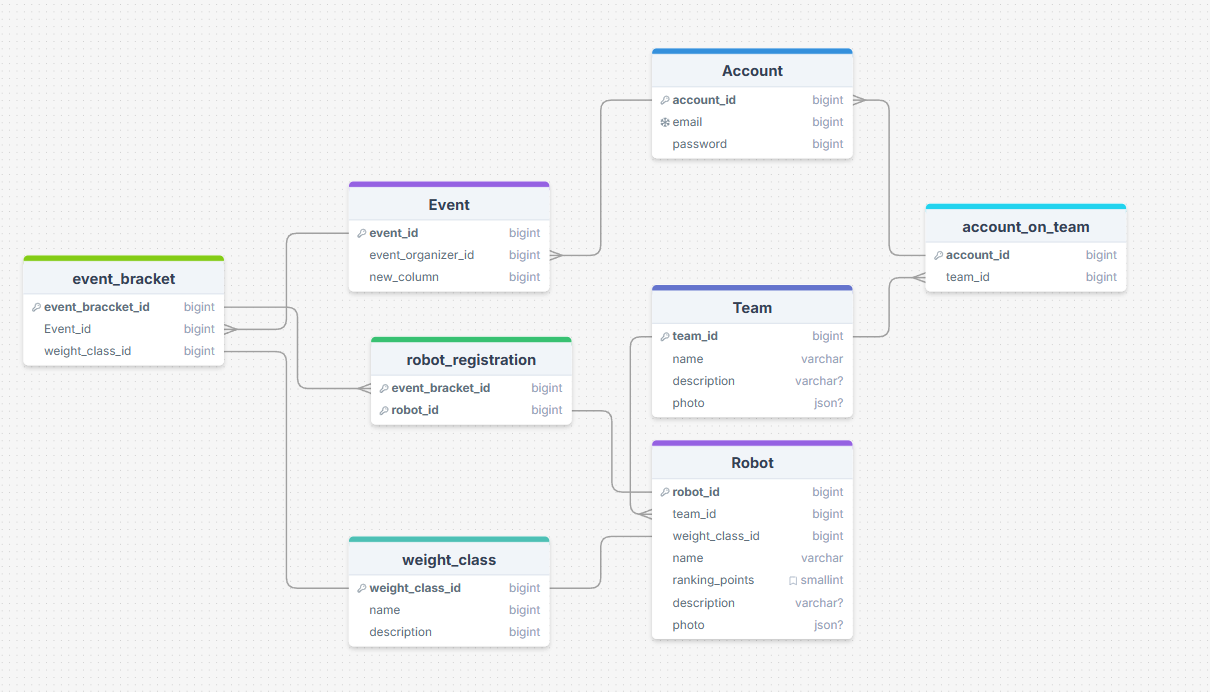 Account
account_id bigint
email bigint
password bigint
Event
event_id bigint
event_organizer_id bigint
new_column bigint
account_on_team
account_id bigint
team_id bigint
event_bracket
event_braccket_id bigint
Event_id bigint
weight_class_id bigint
Team
team_id bigint
name varchar
description varchar?
photo json?
robot_registration
event_bracket_id bigint
robot_id bigint
Robot
robot_id bigint
team_id bigint
weight_class_id bigint
name varchar
ranking_points smallint
description varchar?
photo json?
weight_class
weight_class_id bigint
name bigint
description bigint